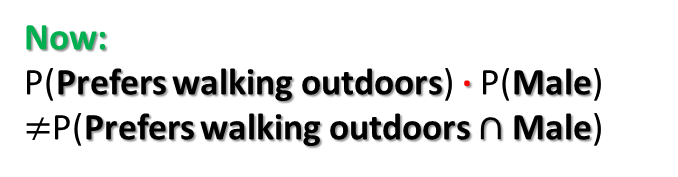 Now:
P(Prefers walking outdoors) · P(Male)
≠P(Prefers walking outdoors ∩ Male)